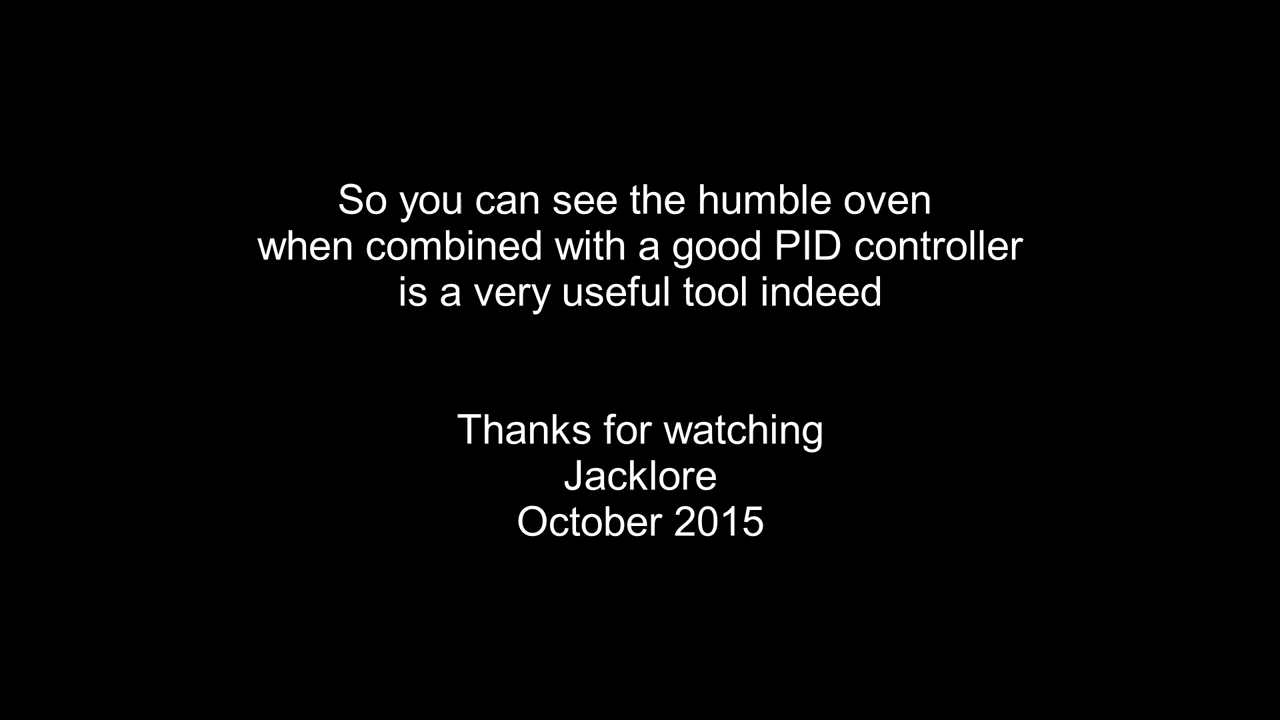 So you can see the humble oven
when combined with a good PID controller
is a very useful tool indeed
Thanks for watching
Jacklore
October 2015